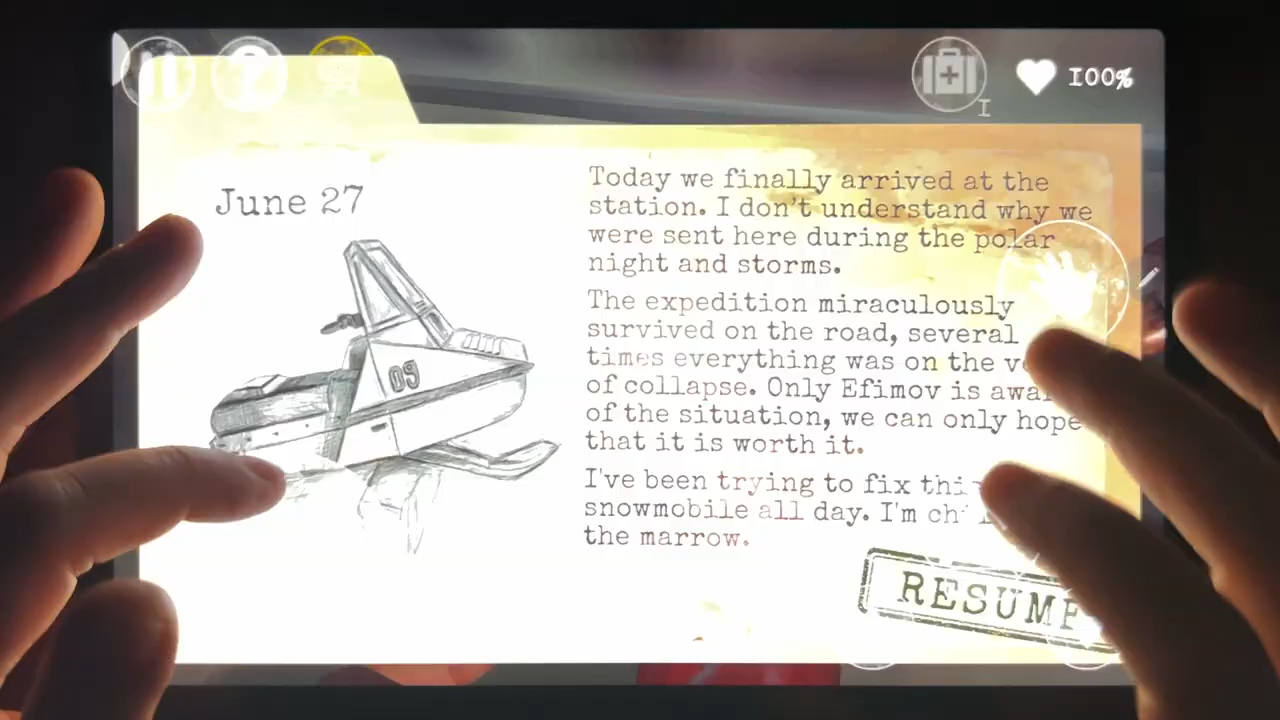 I
100%
June 27
09
Today we finally arrived at the
station. I don't understand why we
were sent here during the polar
night and storms.
The expedition miraculously
survived on the road, several
times everything was on the
of collapse. Only Efimov is
of the situation, we can only hope
that it is worth it.
I've been trying to fix
snowmobile all day. I'm
the marrow.
RESUME